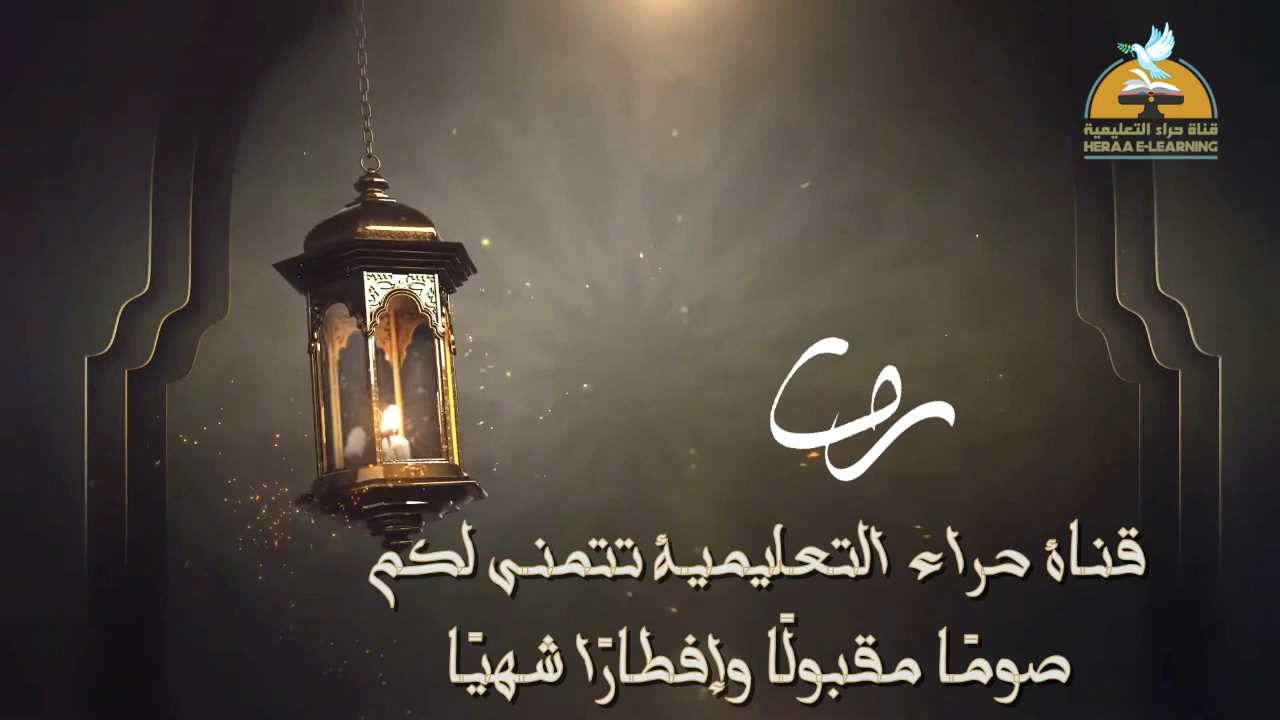 قناة حراء التعليمية
HERAA E-LEARNING
قناة حراء التعليمية تتمنى لكم
صومًا مقبولًا وإفطارًا شهيًا